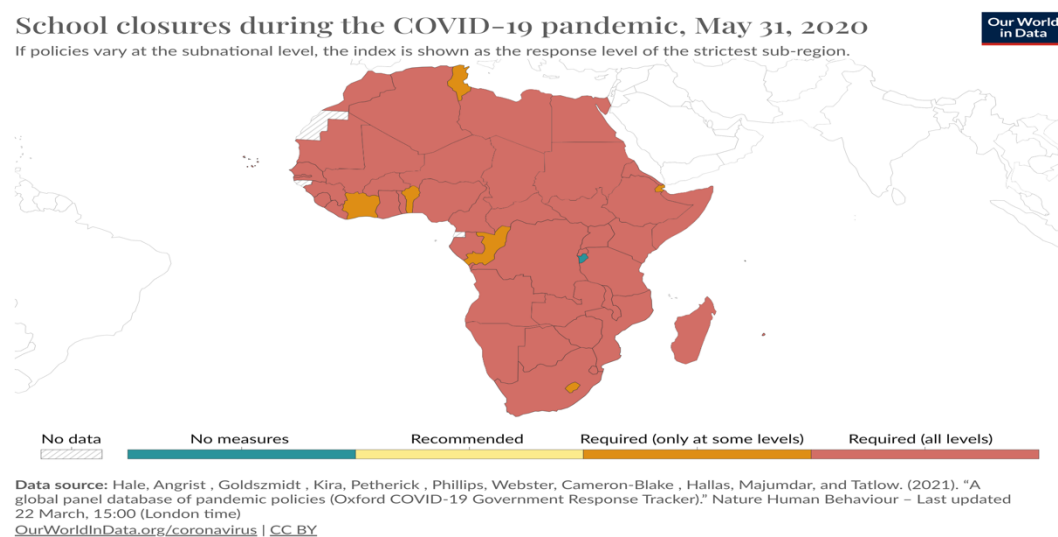 School closures during the COVID-19 pandemic, May 31, 2020
Our World
in Data
If policies vary at the subnational level, the index is shown as the response level of the strictest sub-region.
No data
No measures
Recommended
Required (only at some levels)
Required (all levels)
Data source: Hale, Angrist , Goldszmidt , Kira, Petherick , Phillips, Webster, Cameron-Blake , Hallas, Majumdar, and Tatlow. (2021). “A
global panel database of pandemic policies (Oxford COVID-19 Government Response Tracker).” Nature Human Behaviour – Last updated
22 March, 15:00 (London time)
OurWorldInData.org/coronavirus | CC BY